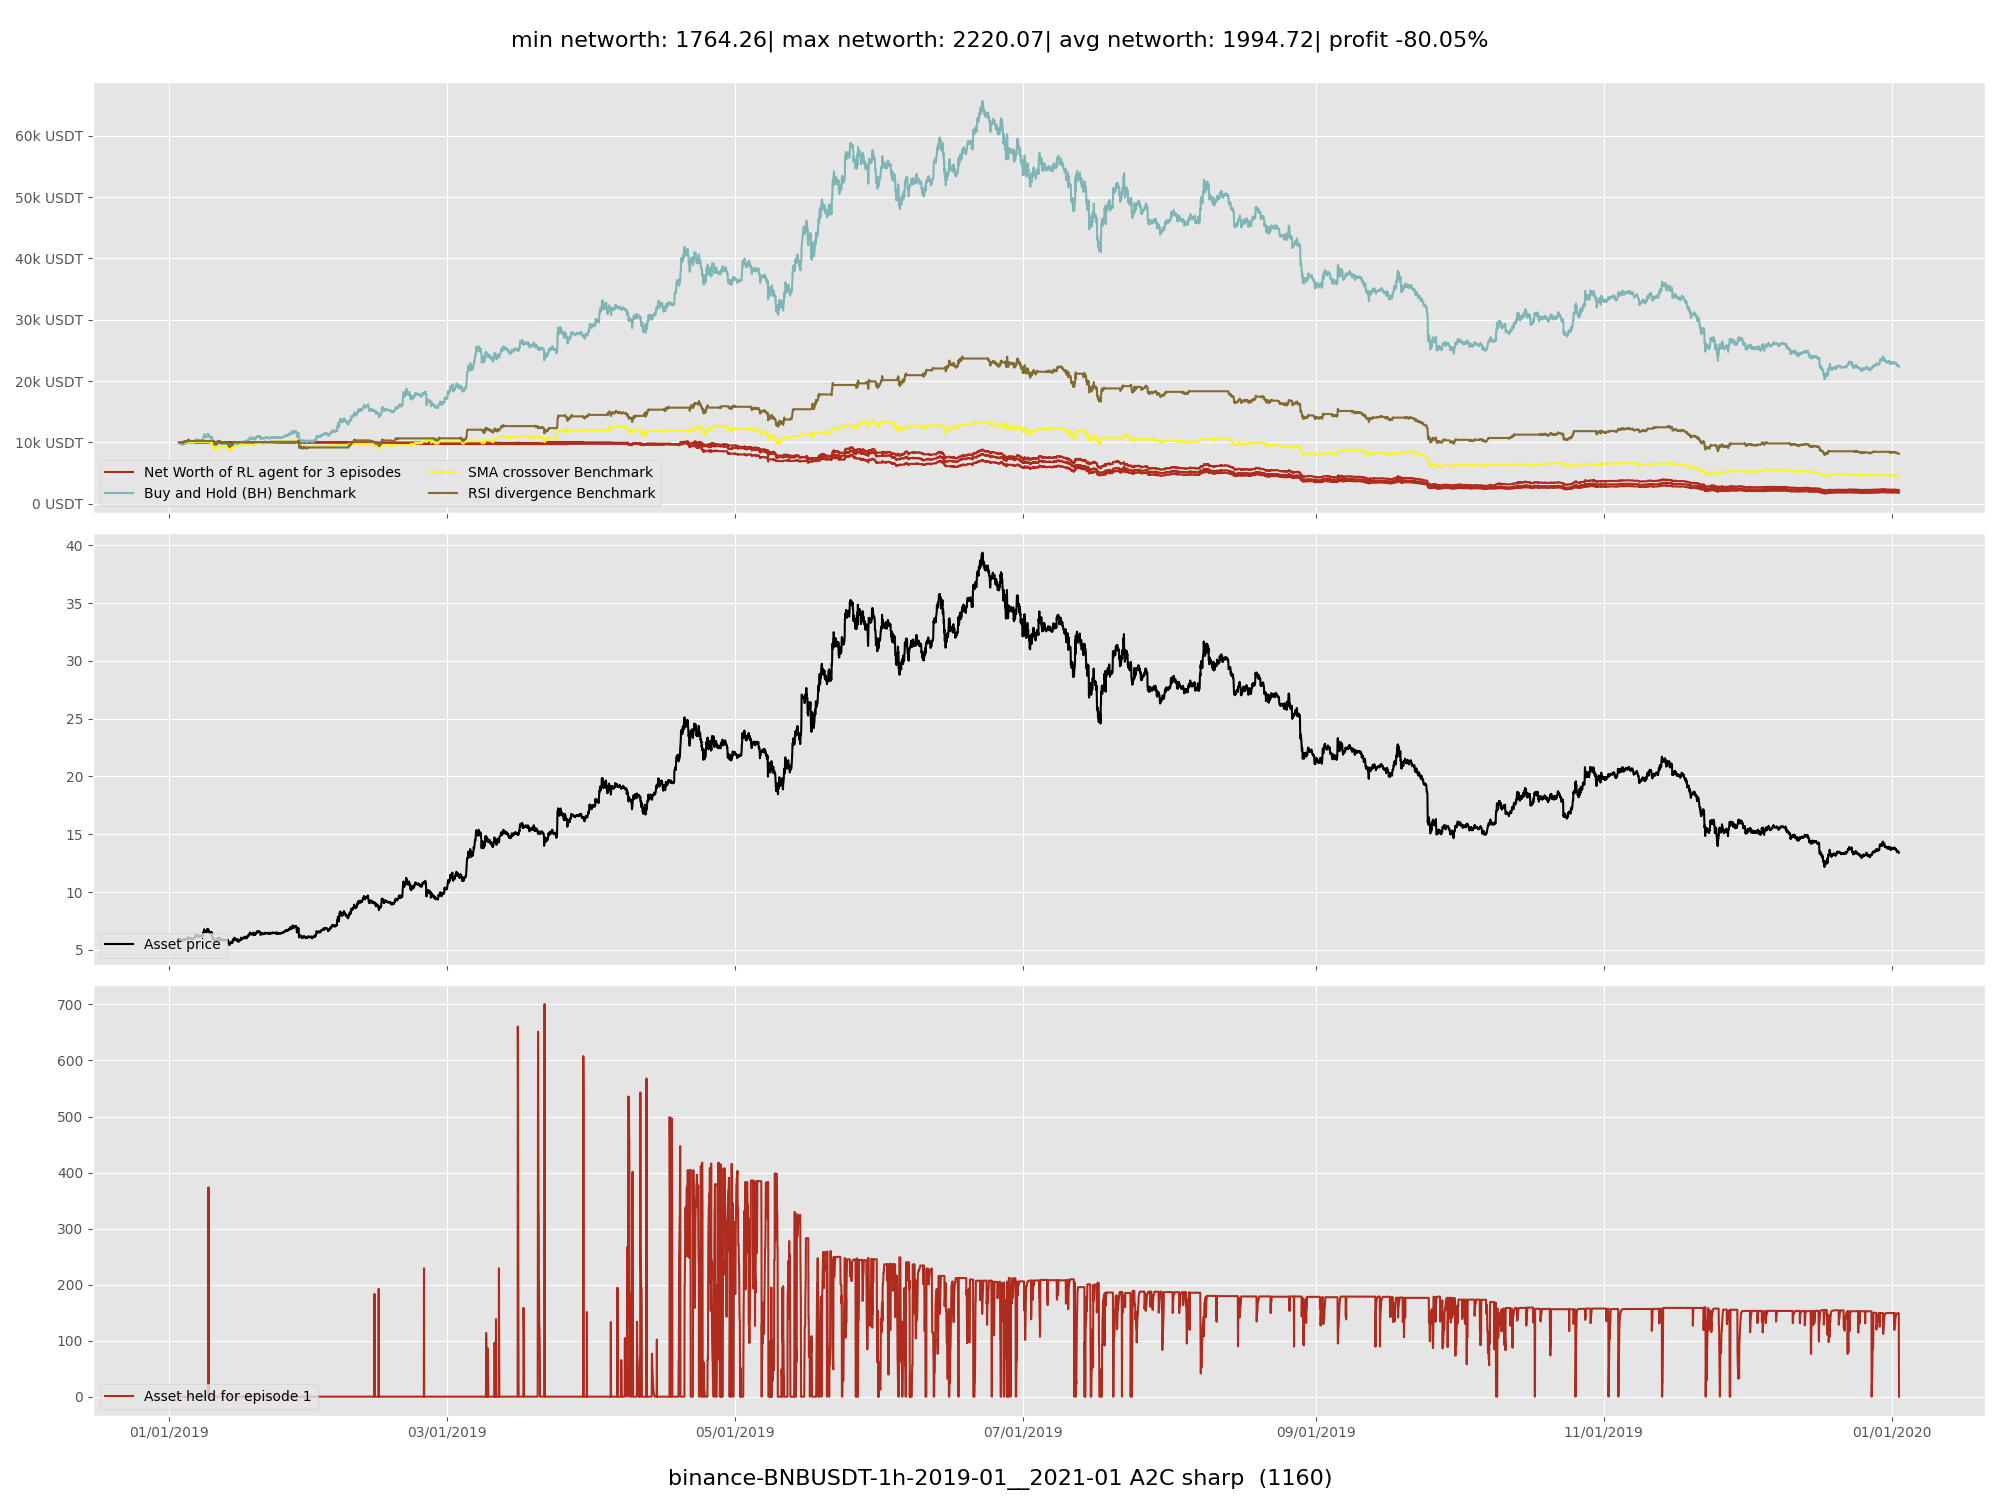 min networth: 1764.26| max networth: 2220.07| avg networth: 1994.72| profit -80.05%
60k USDT
50k USDT
40k USDT
30k USDT
20k USDT
10k USDT
0 USDT
Net Worth of RL agent for 3 episodes
Buy and Hold (BH) Benchmark
SMA crossover Benchmark
RSI divergence Benchmark
40
35
30
25
20
15
10
5
Asset price
700
600
500
400
300
200
100
0
Asset held for episode 1
01/01/2019 03/01/2019 05/01/2019 07/01/2019 09/01/2019 11/01/2019 01/01/2020
binance-BNBUSDT-1h-2019-01__2021-01 A2C sharp (1160)